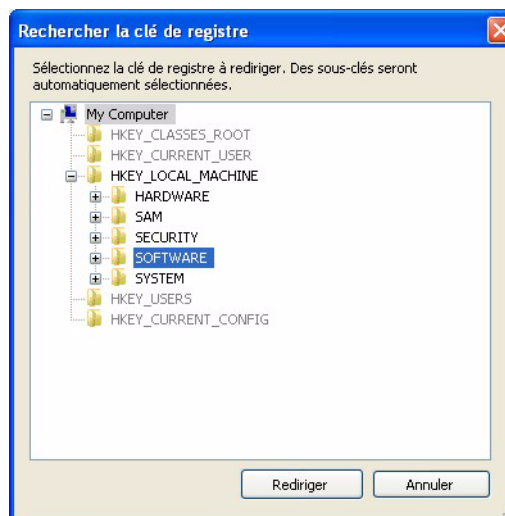 Rechercher la clé de registre
Sélectionnez la clé de registre à rediriger. Des sous-clés seront
automatiquement sélectionnées.
My Computer
HKEY_CLASSES_ROOT
HKEY_CURRENT_USER
HKEY_LOCAL_MACHINE
HARDWARE
SAM
SECURITY
SOFTWARE
SYSTEM
HKEY_USERS
HKEY_CURRENT_CONFIG
Rediriger
Annuler